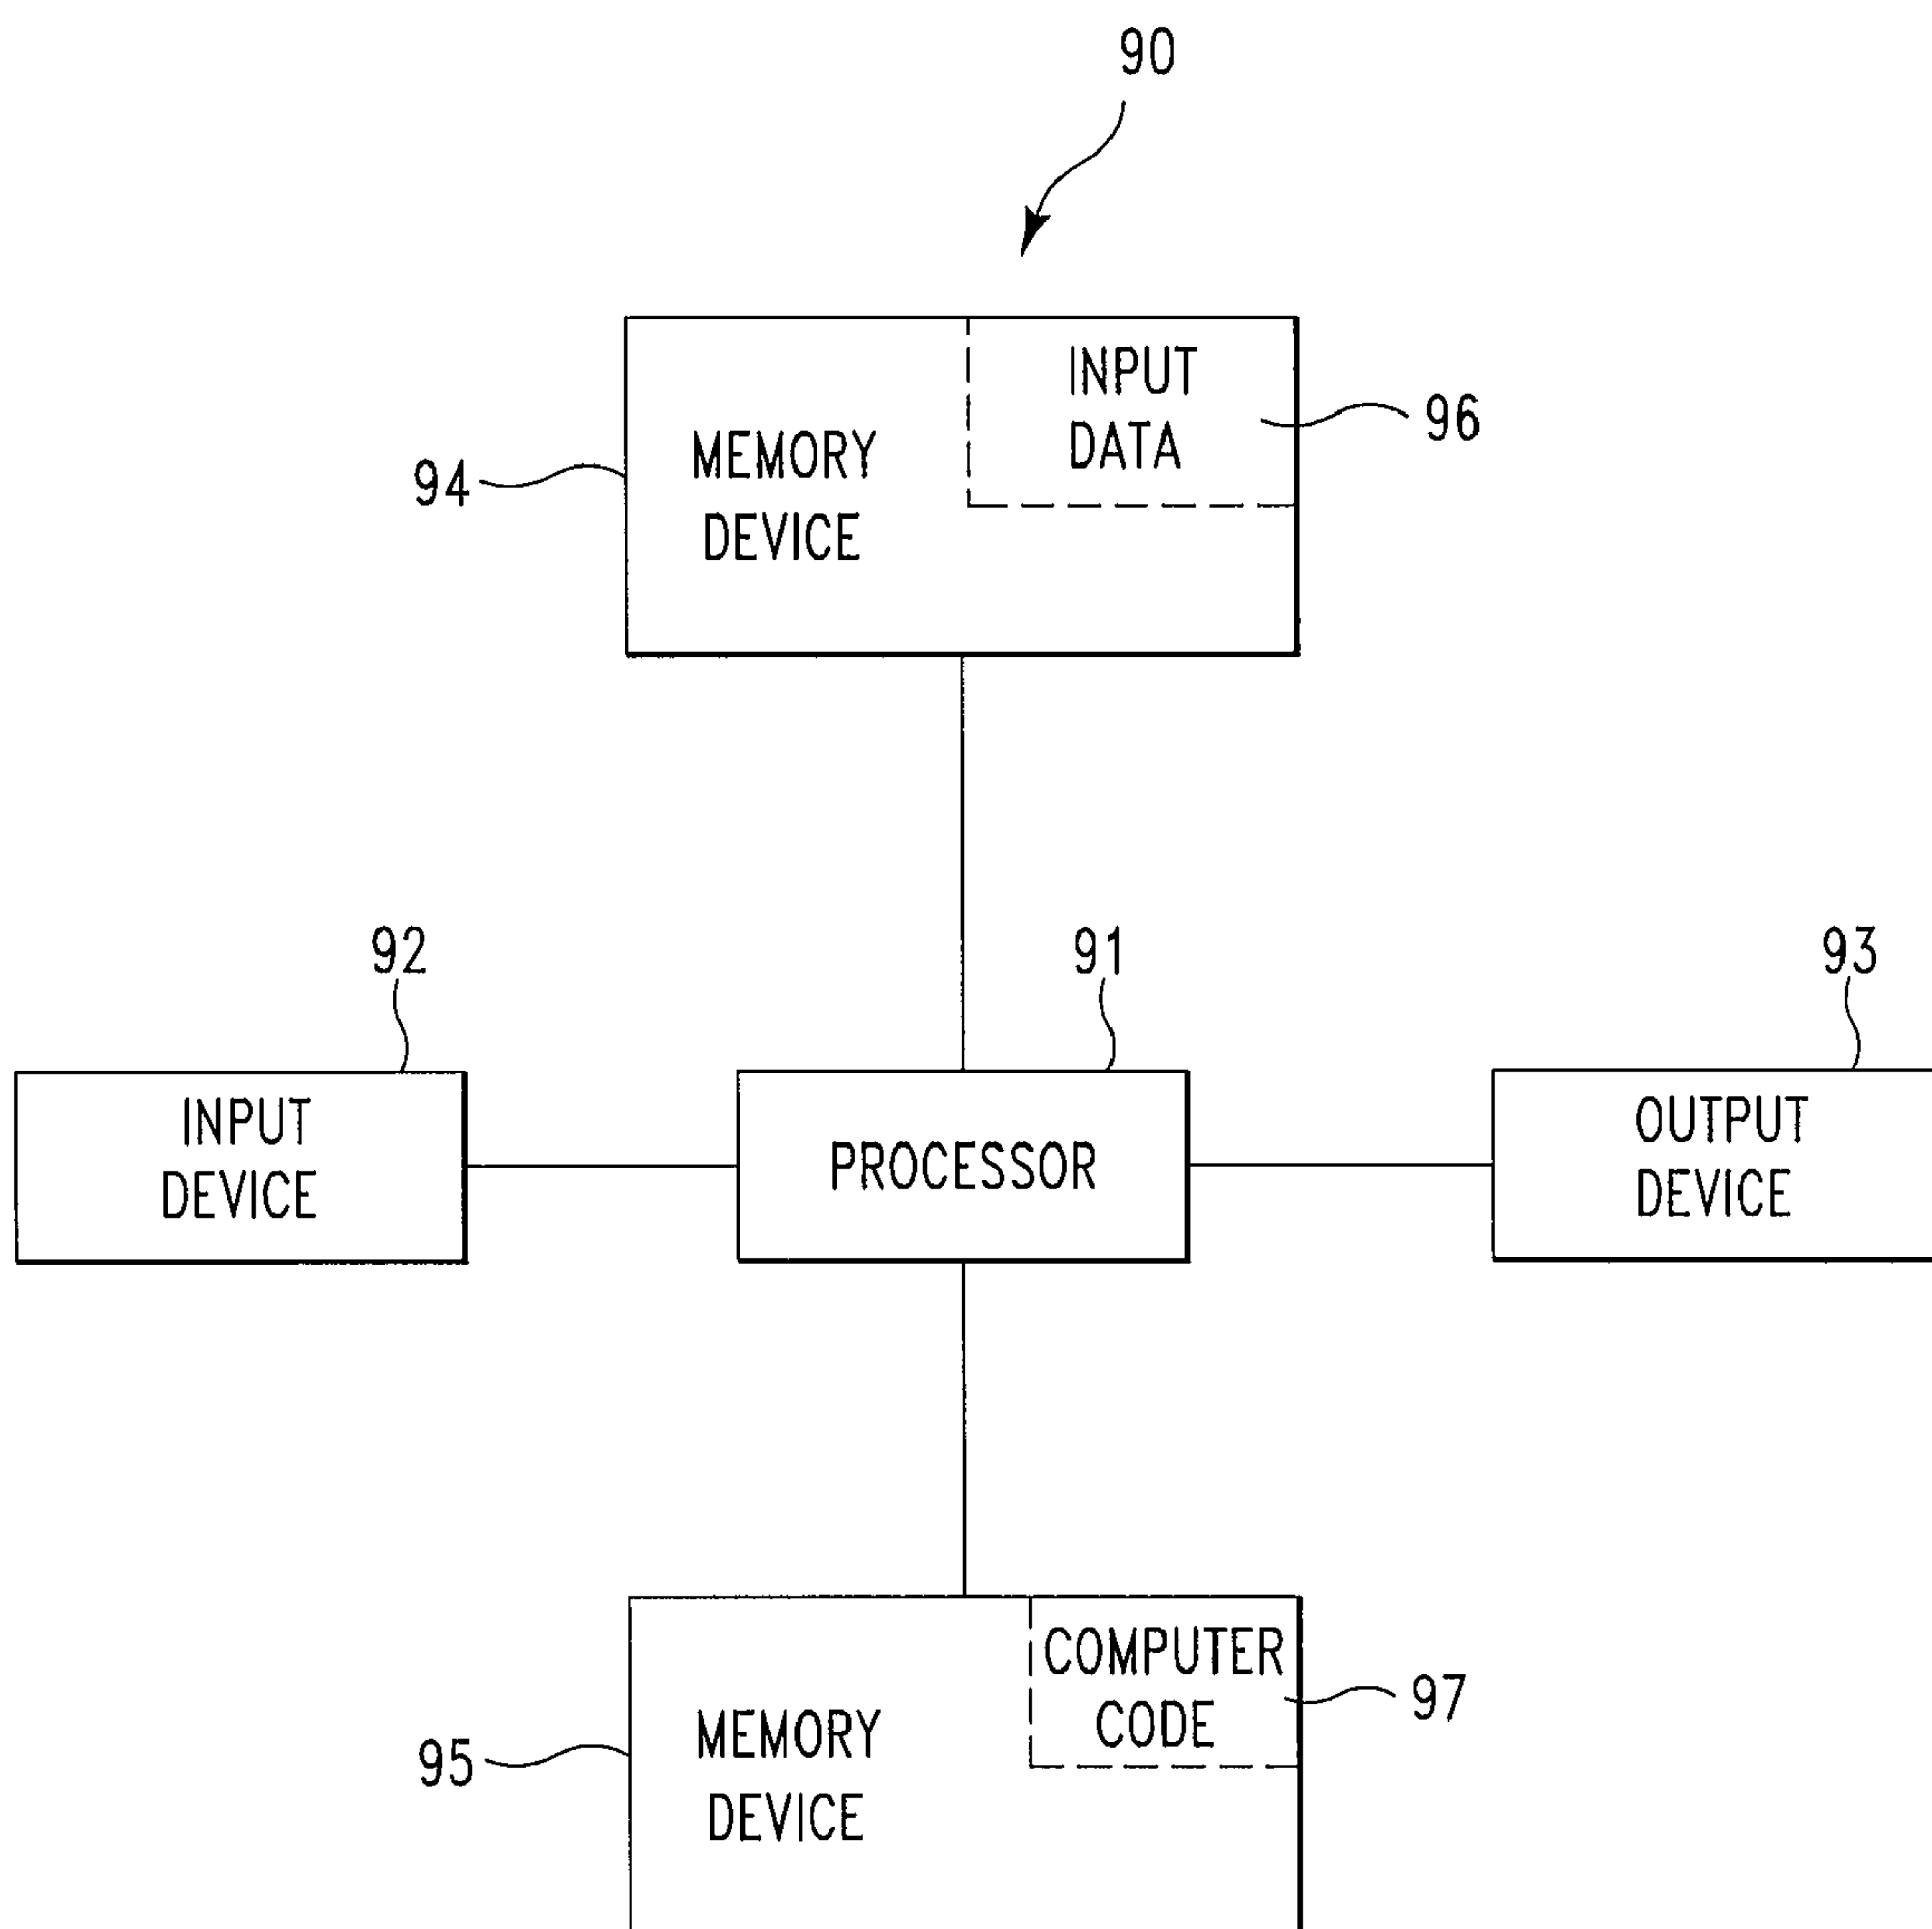 90
INPUT
DATA
96
MEMORY
DEVICE
94
92
91
93
INPUT
DEVICE
PROCESSOR
OUTPUT
DEVICE
COMPUTER
CODE
97
MEMORY
DEVICE
95